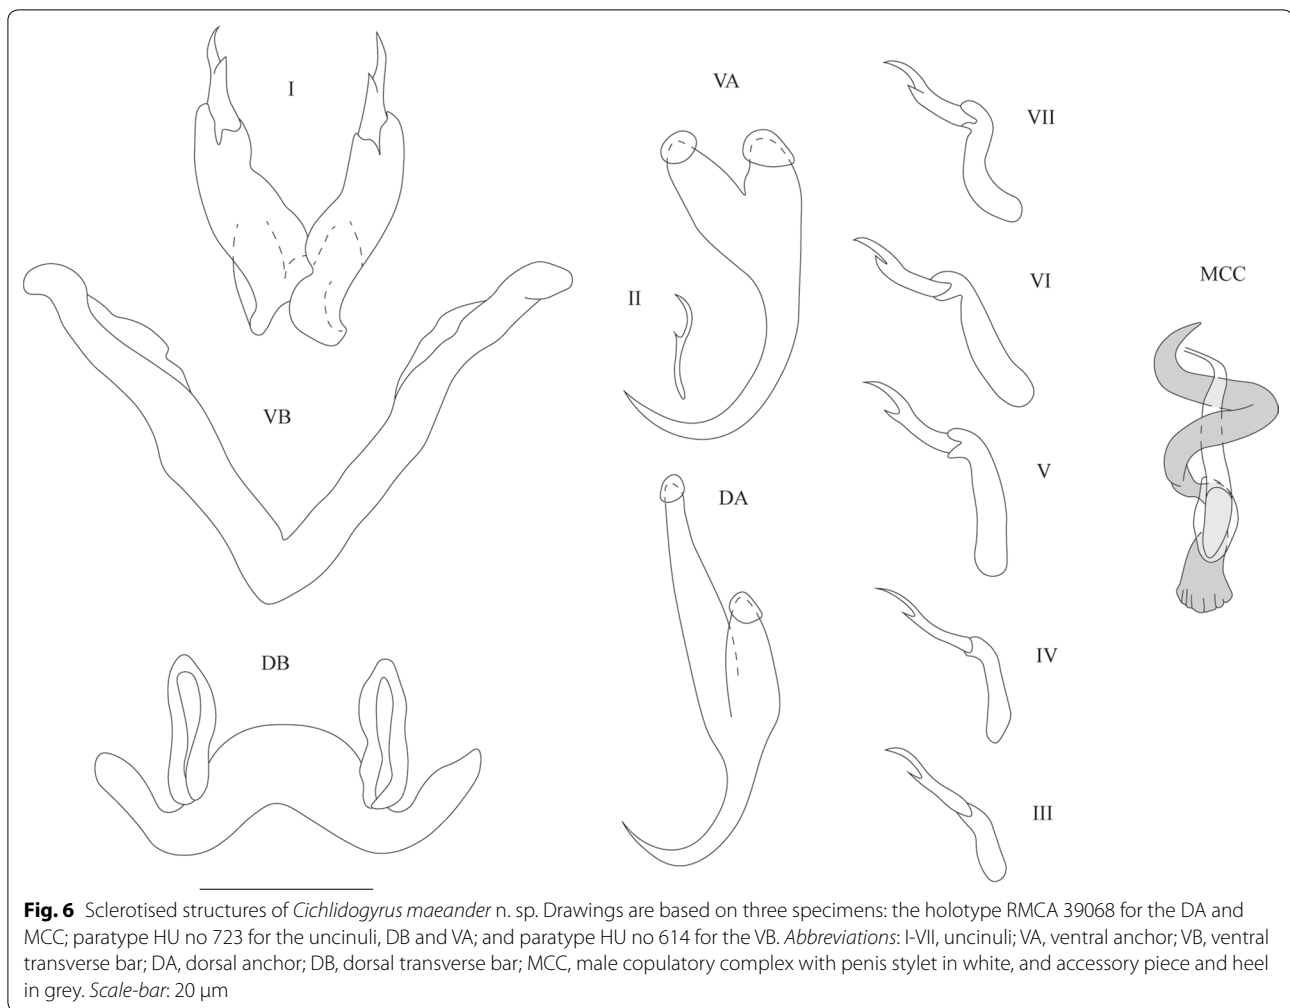 I
VA
VII
II
VI
MCC
VB
V
DA
DB
IV
III
Fig. 6 Sclerotised structures of Cichlidogyrus maeander n. sp. Drawings are based on three specimens: the holotype RMCA 39068 for the DA and
MCC; paratype HU no 723 for the uncinuli, DB and VA; and paratype HU no 614 for the VB. Abbreviations: I-VII, uncinuli; VA, ventral anchor; VB, ventral
transverse bar; DA, dorsal anchor; DB, dorsal transverse bar; MCC, male copulatory complex with penis stylet in white, and accessory piece and heel
in grey. Scale-bar: 20 μm